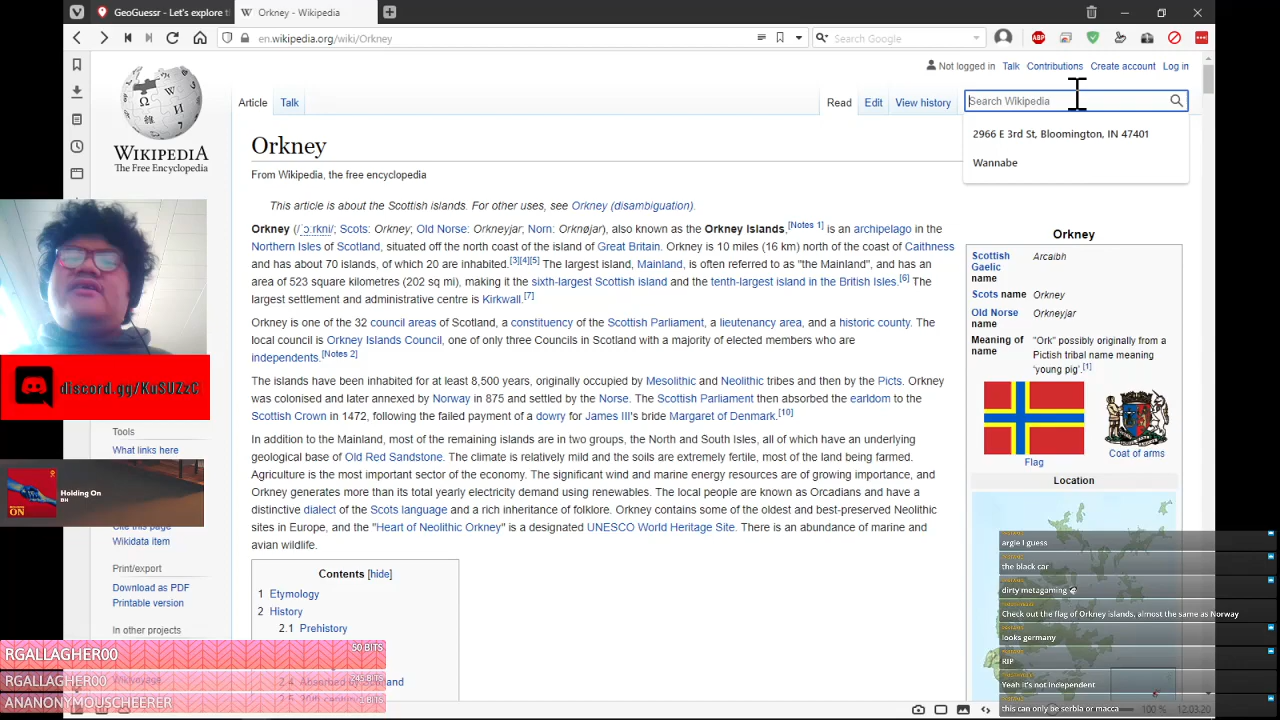 GeoGuessr - Let's explore t
Orkney - Wikipedia
en.wikipedia.org/wiki/Orkney
Search Google
ABP
Not logged in Talk Contributions Create account Log in
Article Talk
Read Edit View history
Search Wikipedia
2966 E 3rd St, Bloomington, IN 47401
Wannabe
WIKIPEDIA
The Free Encyclopedia
Orkney
From Wikipedia, the free encyclopedia
This article is about the Scottish islands. For other uses, see Orkney (disambiguation).
Orkney (/ˈɔːrkni/; Scots: Orkney; Old Norse: Orkneyjar; Norn: Orknøjar), also known as the Orkney Islands,[Notes 1] is an archipelago in the
Northern Isles of Scotland, situated off the north coast of the island of Great Britain. Orkney is 10 miles (16 km) north of the coast of Caithness
and has about 70 islands, of which 20 are inhabited.[3][4][5] The largest island, Mainland, is often referred to as "the Mainland", and has an
area of 523 square kilometres (202 sq mi), making it the sixth-largest Scottish island and the tenth-largest island in the British Isles.[6] The
largest settlement and administrative centre is Kirkwall.[7]
Orkney is one of the 32 council areas of Scotland, a constituency of the Scottish Parliament, a lieutenancy area, and a historic county. The
local council is Orkney Islands Council, one of only three Councils in Scotland with a majority of elected members who are
independents.[Notes 2]
The islands have been inhabited for at least 8,500 years, originally occupied by Mesolithic and Neolithic tribes and then by the Picts. Orkney
was colonised and later annexed by Norway in 875 and settled by the Norse. The Scottish Parliament then absorbed the earldom to the
Scottish Crown in 1472, following the failed payment of a dowry for James III's bride Margaret of Denmark.[10]
In addition to the Mainland, most of the remaining islands are in two groups, the North and South Isles, all of which have an underlying
geological base of Old Red Sandstone. The climate is relatively mild and the soils are extremely fertile, most of the land being farmed.
Agriculture is the most important sector of the economy. The significant wind and marine energy resources are of growing importance, and
Orkney generates more than its total yearly electricity demand using renewables. The local people are known as Orcadians and have a
distinctive dialect of the Scots language and a rich inheritance of folklore. Orkney contains some of the oldest and best-preserved Neolithic
sites in Europe, and the "Heart of Neolithic Orkney" is a designated UNESCO World Heritage Site. There is an abundance of marine and
avian wildlife.
Contents [hide]
1 Etymology
2 History
2.1 Prehistory
Orkney
Scottish Gaelic name Arcaibh
Scots name Orkney
Old Norse name Orkneyjar
Meaning of name "Ork" possibly originally from a
Pictish tribal name meaning
'young pig'.[1]
Flag
Coat of arms
Location
discord.gg/KuSUZzC
Tools
What links here
Holding On
ON
Cite this page
Wikidata item
Print/export
Download as PDF
Printable version
In other projects
RGALLAGHER00 50 BITS
RGALLAGHER00 245 BITS
ANANONYMOUSCHEERER
argie I guess
the black car
dirty metagaming
Check out the flag of Orkney islands, almost the same as Norway
looks germany
RIP
Yeah it's not independent
this can only be serbia or macca
100 %
12.03.20